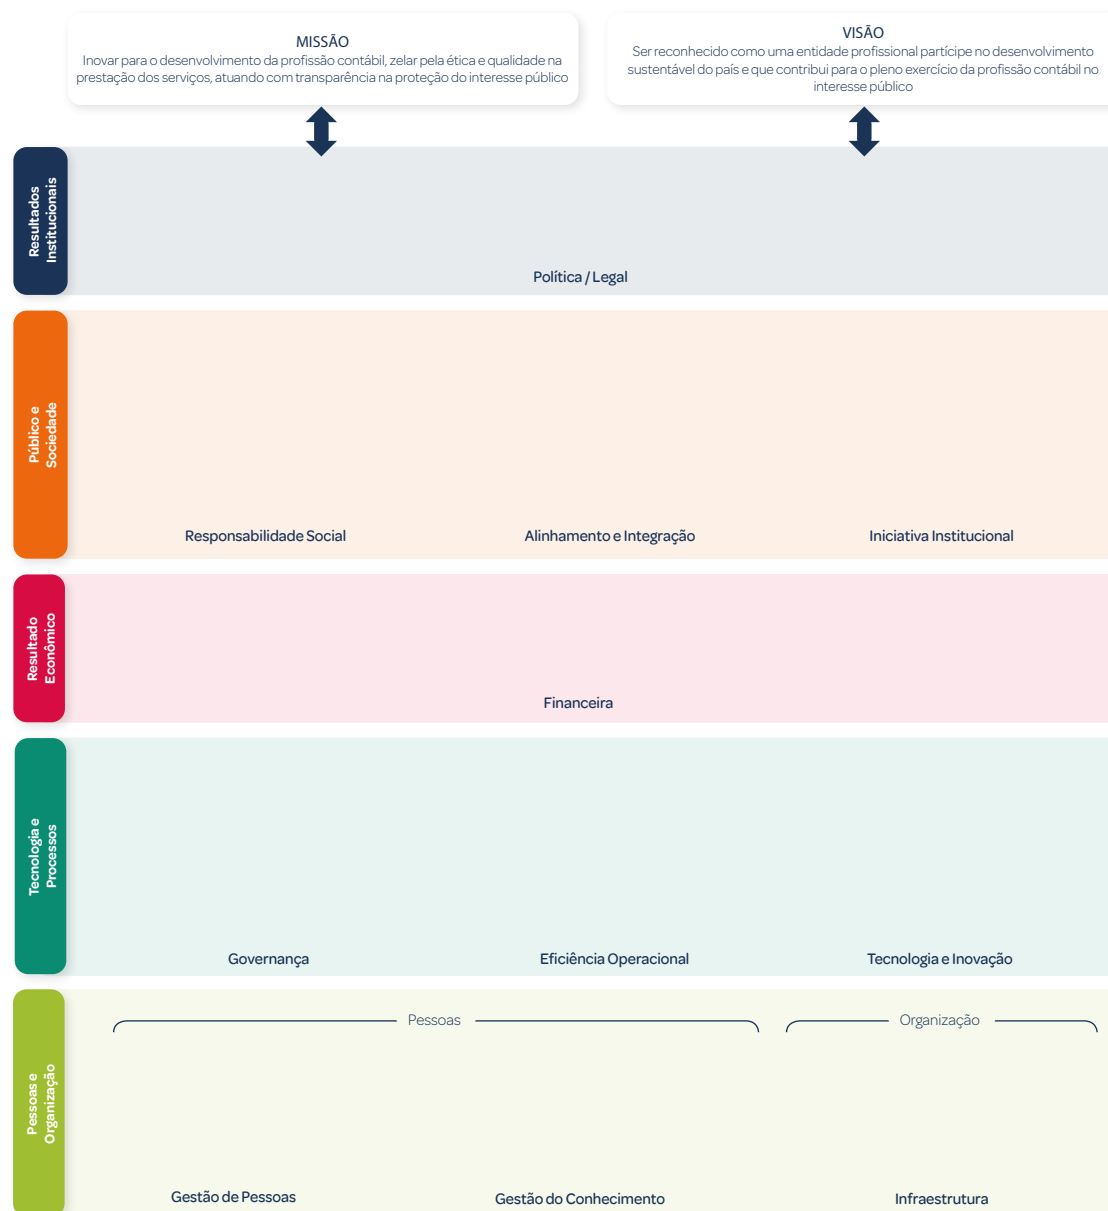 MISSÃO
Inovar para o desenvolvimento da profissão contábil, zelar pela ética e qualidade na
prestação dos serviços, atuando com transparência na proteção do interesse público
VISÃO
Ser reconhecido como uma entidade profissional partícipe no desenvolvimento
sustentável do país e que contribui para o pleno exercício da profissão contábil no
interesse público
Resultados
Institucionais
Política / Legal
Público e
Sociedade
Responsabilidade Social
Alinhamento e Integração
Iniciativa Institucional
Resultado
Econômico
Financeira
Tecnologia e
Processos
Governança
Eficiência Operacional
Tecnologia e Inovação
Pessoas e
Organização
Pessoas
Organização
Gestão de Pessoas
Gestão do Conhecimento
Infraestrutura